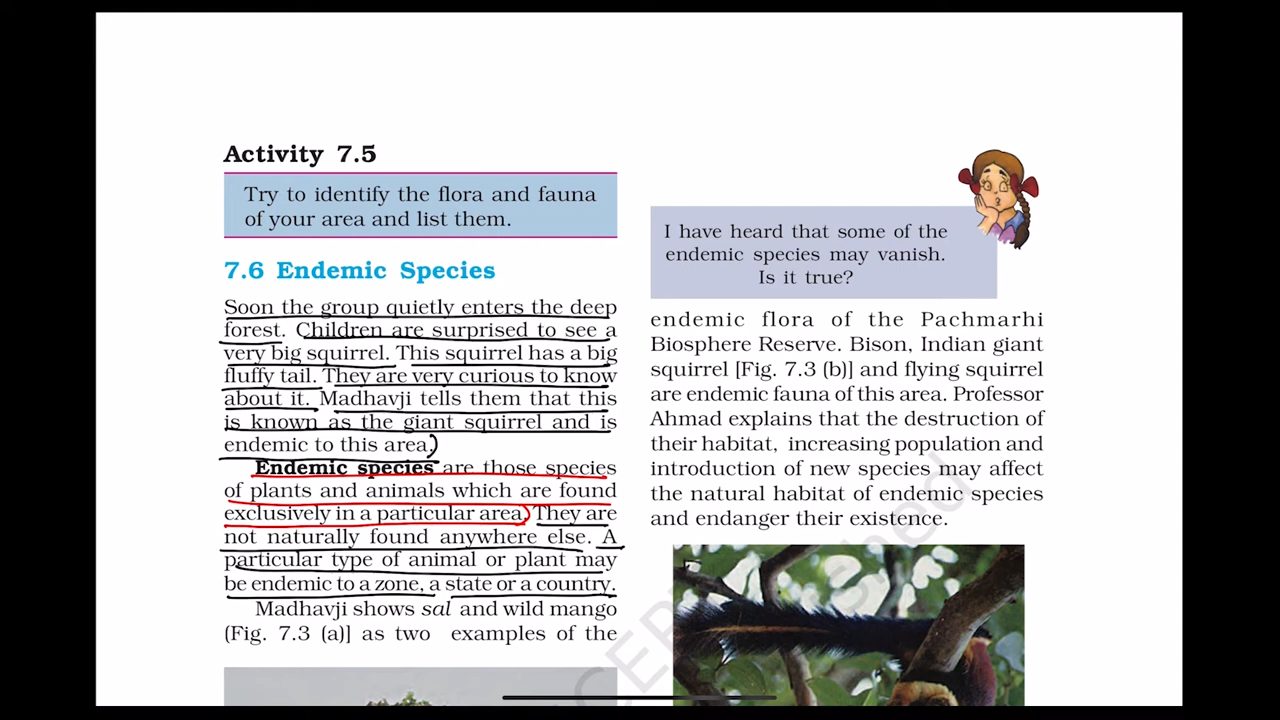 Activity 7.5
Try to identify the flora and fauna
of your area and list them.
7.6 Endemic Species
Soon the group quietly enters the deep
forest. Children are surprised to see a
very big squirrel. This squirrel has a big
fluffy tail. They are very curious to know
about it. Madhavji tells them that this
is known as the giant squirrel and is
endemic to this area.
Endemic species are those species
of plants and animals which are found
exclusively in a particular area. They are
not naturally found anywhere else. A
particular type of animal or plant may
be endemic to a zone, a state or a country.
Madhavji shows sal and wild mango
(Fig. 7.3 (a)] as two examples of the
I have heard that some of the
endemic species may vanish.
Is it true?
endemic flora of the Pachmarhi
Biosphere Reserve. Bison, Indian giant
squirrel [Fig. 7.3 (b)] and flying squirrel
are endemic fauna of this area. Professor
Ahmad explains that the destruction of
their habitat, increasing population and
introduction of new species may affect
the natural habitat of endemic species
and endanger their existence.